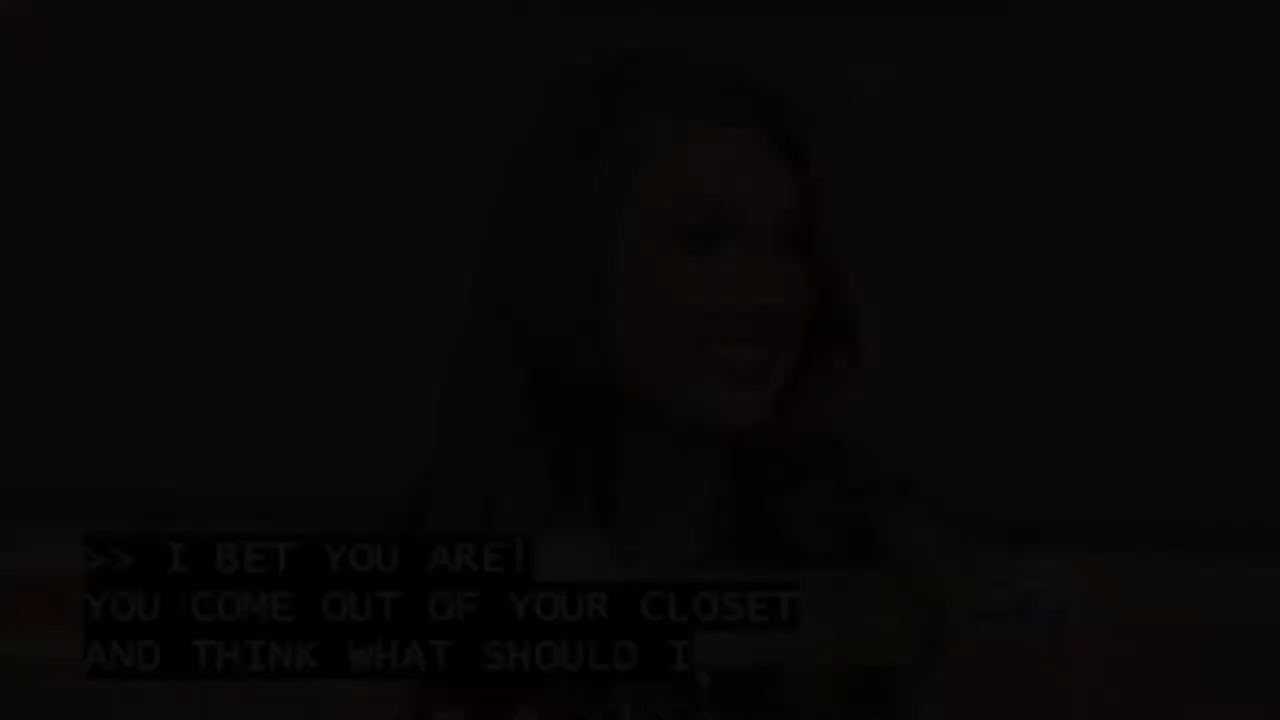 >> I BET YOU ARE!
YOU COME OUT OF YOUR CLOSET
AND THINK WHAT SHOULD I